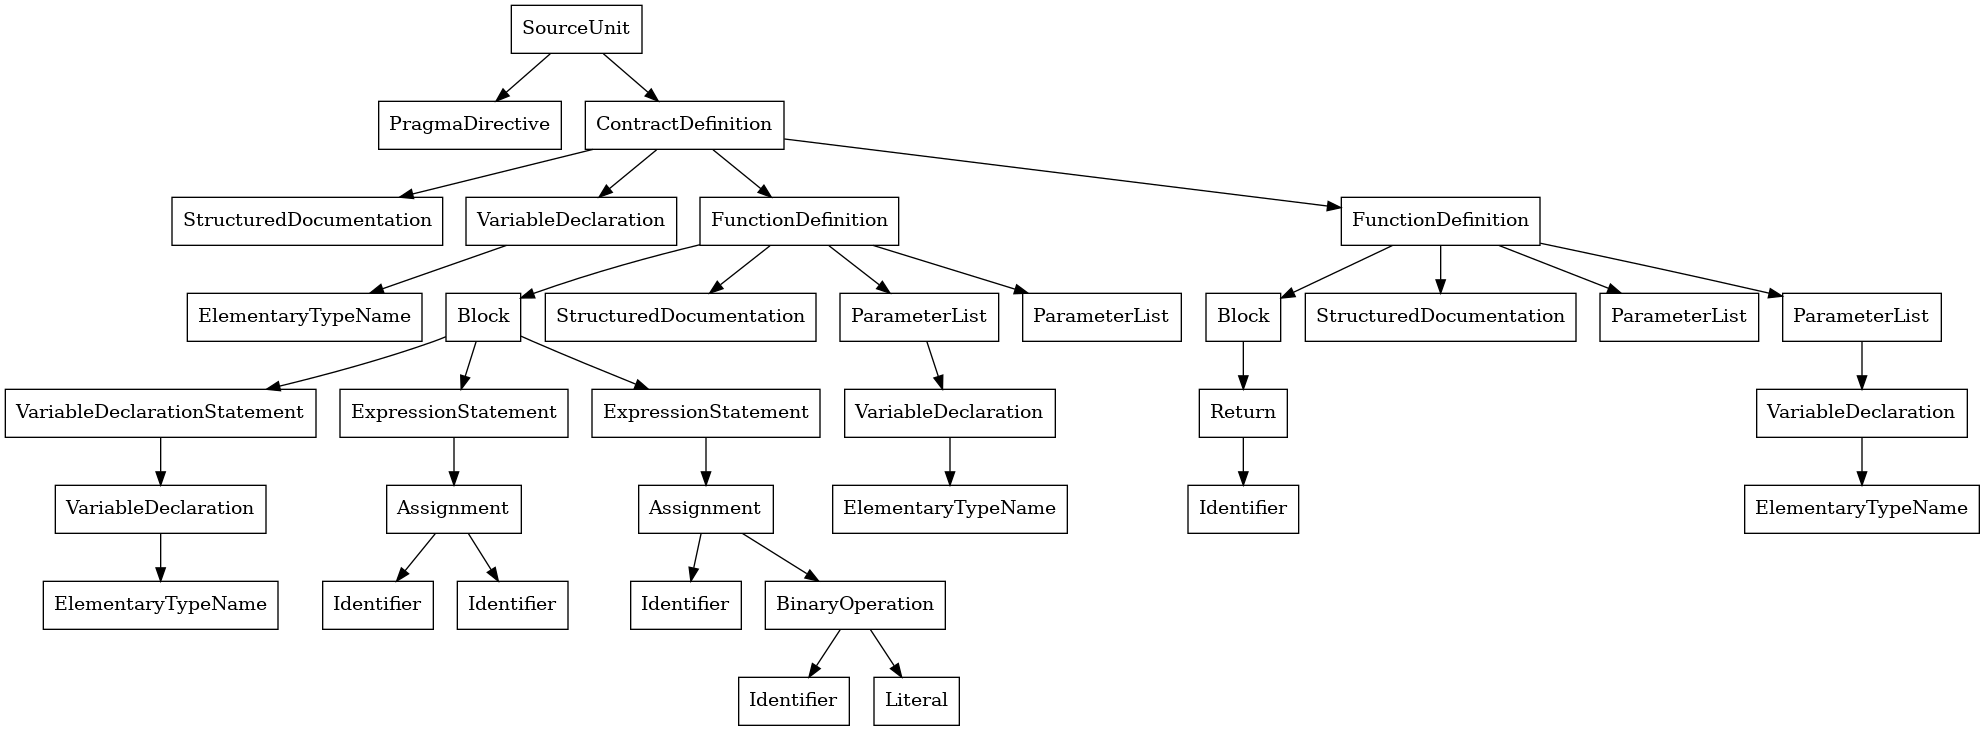 SourceUnit
PragmaDirective
ContractDefinition
StructuredDocumentation
VariableDeclaration
FunctionDefinition
FunctionDefinition
ElementaryTypeName
Block
StructuredDocumentation
ParameterList
ParameterList
Block
StructuredDocumentation
ParameterList
ParameterList
VariableDeclarationStatement
ExpressionStatement
ExpressionStatement
VariableDeclaration
Return
VariableDeclaration
VariableDeclaration
Assignment
Assignment
ElementaryTypeName
Identifier
ElementaryTypeName
ElementaryTypeName
Identifier
Identifier
Identifier
BinaryOperation
Identifier
Literal